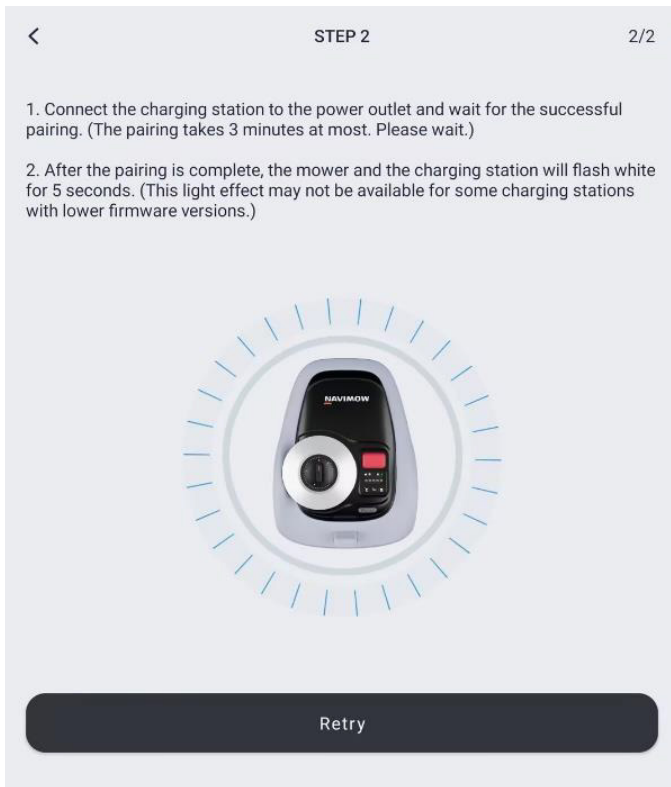 STEP 2
2/2
1. Connect the charging station to the power outlet and wait for the successful
pairing. (The pairing takes 3 minutes at most. Please wait.)
2. After the pairing is complete, the mower and the charging station will flash white
for 5 seconds. (This light effect may not be available for some charging stations
with lower firmware versions.)
NAVIMOW
Retry